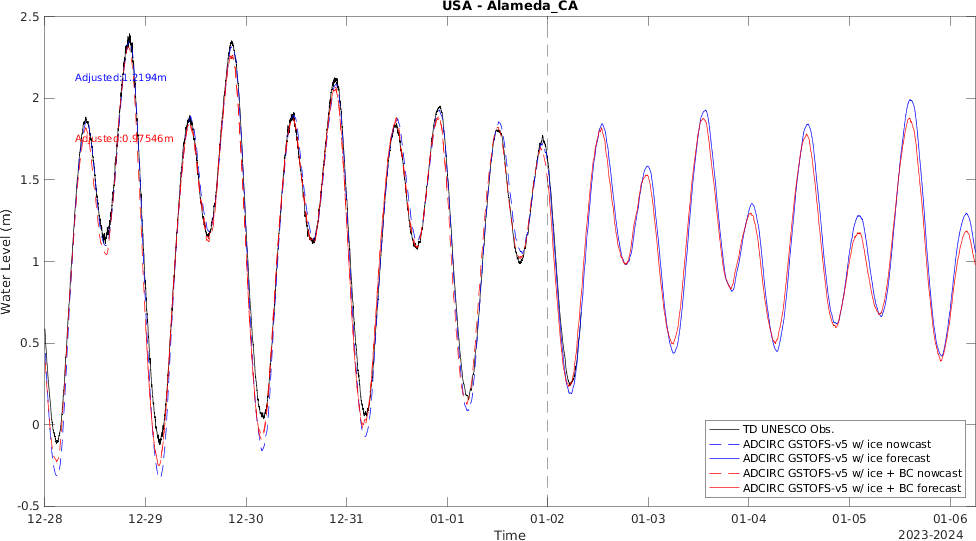 USA - Alameda_CA
2.5
2
1.5
1
0.5
0
-0.5
Water Level (m)
Adjusted:1.2194m
Adjusted:0.97546m
TD UNESCO Obs.
ADCIRC GSTOFS-v5 w/ ice nowcast
ADCIRC GSTOFS-v5 w/ ice forecast
ADCIRC GSTOFS-v5 w/ ice + BC nowcast
ADCIRC GSTOFS-v5 w/ ice + BC forecast
12-28 12-29 12-30 12-31 01-01 01-02 01-03 01-04 01-05 01-06
Time
2023-2024